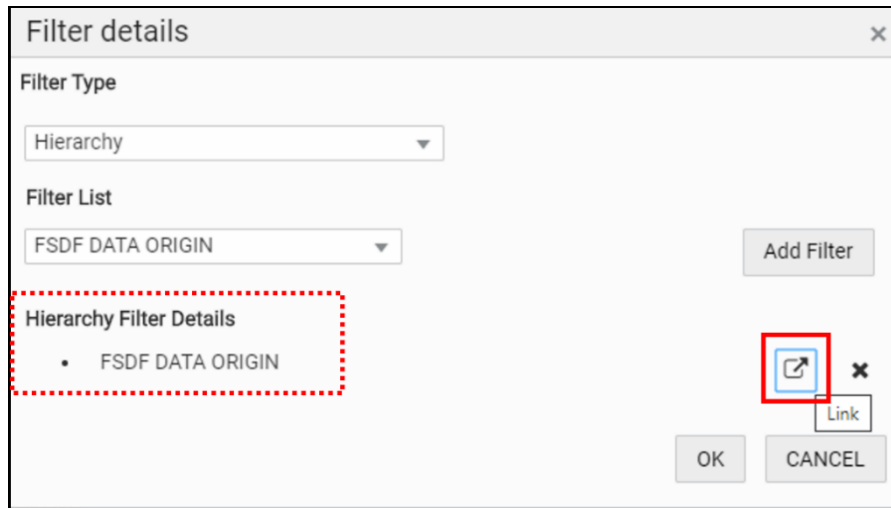 Filter details
Filter Type
Hierarchy
Filter List
FSDF DATA ORIGIN
Add Filter
Hierarchy Filter Details
• FSDF DATA ORIGIN
Link
OK CANCEL